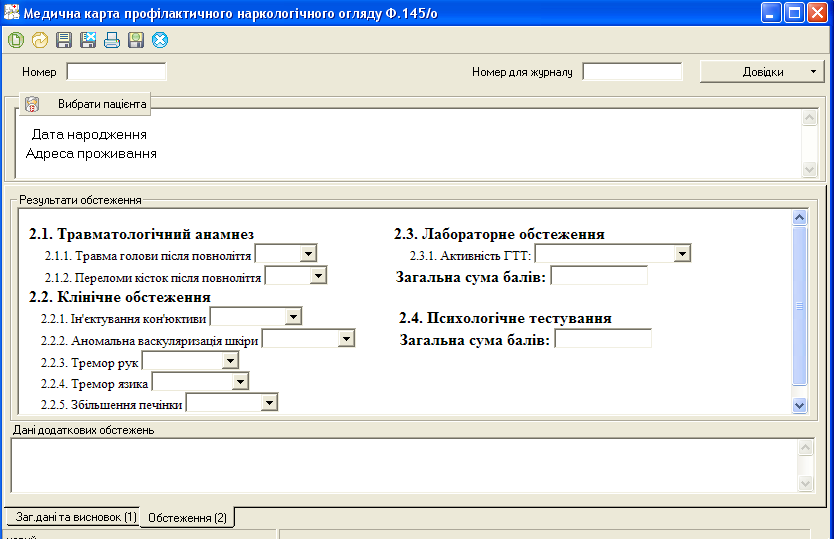 Медична карта профілактичного наркологічного огляду Ф.145/о
Номер
Номер для журналу
Довідки
Вибрати пацієнта
Дата народження
Адреса проживання
Результати обстеження
2.1. Травматологічний анамнез
2.1.1. Травма голови після повноліття
2.1.2. Переломи кісток після повноліття
2.2. Клінічне обстеження
2.2.1. Ін'єктування кон'юктиви
2.2.2. Аномальна васкуляризація шкіри
2.2.3. Тремор рук
2.2.4. Тремор язика
2.2.5. Збільшення печінки
2.3. Лабораторне обстеження
2.3.1. Активність ГТТ:
Загальна сума балів:
2.4. Психологічне тестування
Загальна сума балів:
Дані додаткових обстежень
Заг.дані та висновок (1)
Обстеження (2)